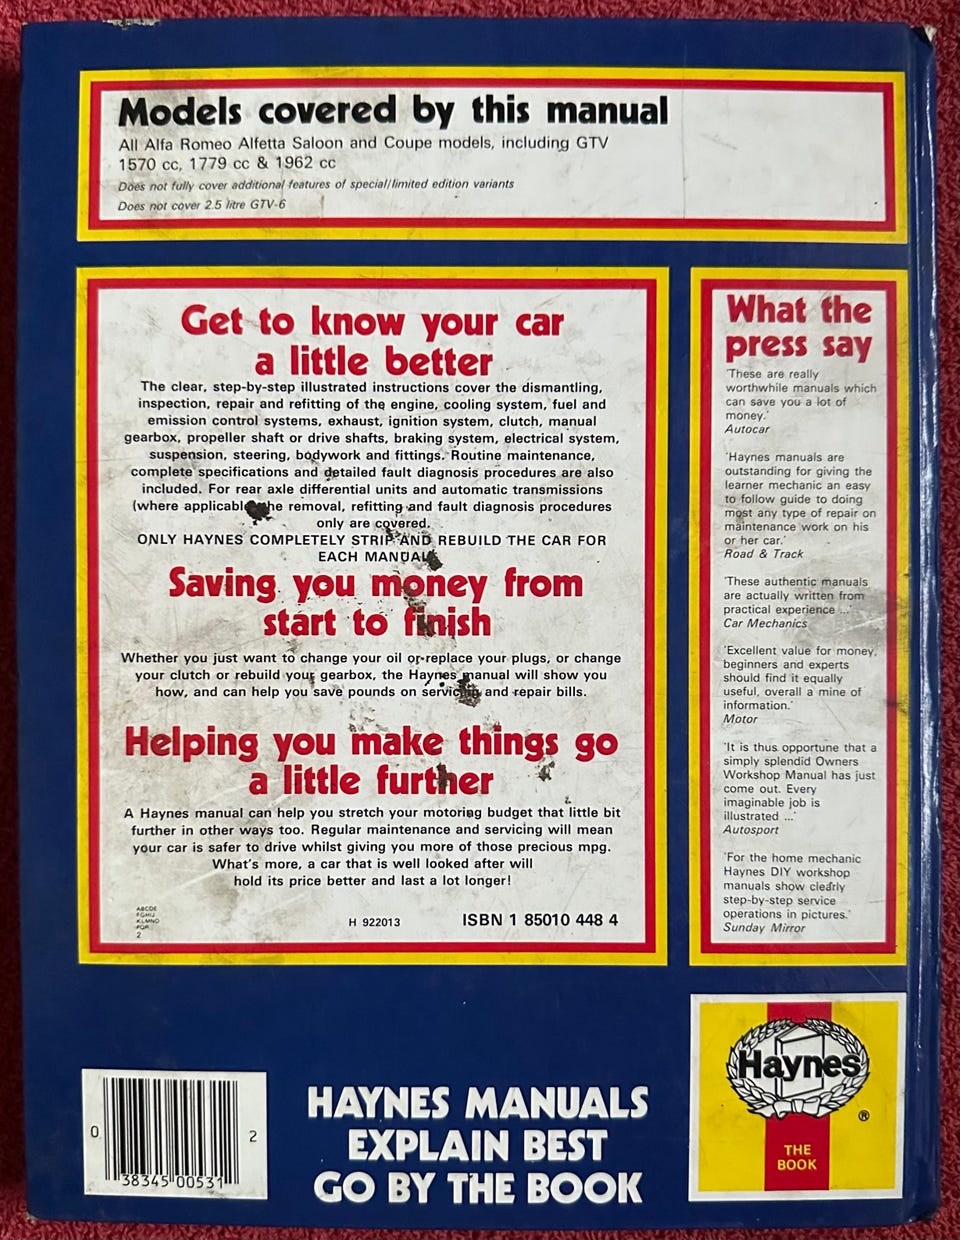 Models covered by this manual
All Alfa Romeo Alfetta Saloon and Coupe models, including GTV
1570 cc, 1779 cc & 1962 cc
Does not fully cover additional features of special/limited edition variants
Does not cover 2.5 litre GTV-6
Get to know your car
a little better
The clear, step-by-step illustrated instructions cover the dismantling,
inspection, repair and refitting of the engine, cooling system, fuel and
emission control systems, exhaust, ignition system, clutch, manual
gearbox, propeller shaft or drive shafts, braking system, electrical system,
suspension, steering, bodywork and fittings. Routine maintenance,
complete specifications and detailed fault diagnosis procedures are also
included. For rear axle differential units and automatic transmissions
(where applicable) the removal, refitting and fault diagnosis procedures
only are covered.
ONLY HAYNES COMPLETELY STRIP AND REBUILD THE CAR FOR
EACH MANUAL
Saving you money from
start to finish
Whether you just want to change your oil or replace your plugs, or change
your clutch or rebuild your gearbox, the Haynes manual will show you
how, and can help you save pounds on servicing and repair bills.
Helping you make things go
a little further
A Haynes manual can help you stretch your motoring budget that little bit
further in other ways too. Regular maintenance and servicing will mean
your car is safer to drive whilst giving you more of those precious mpg.
What's more, a car that is well looked after will
hold its price better and last a lot longer!
ABCDE
FGHIJ
KLMNO
PQR
2
H 922013
ISBN 1 85010 448 4
What the
press say
'These are really
worthwhile manuals which
can save you a lot of
money.'
Autocar
'Haynes manuals are
outstanding for giving the
learner mechanic an easy
to follow guide to doing
most any type of repair on
maintenance work on his
or her car.'
Road & Track
'These authentic manuals
are actually written from
practical experience ...'
Car Mechanics
'Excellent value for money,
beginners and experts
should find it equally
useful, overall a mine of
information.'
Motor
'It is thus opportune that a
simply splendid Owners
Workshop Manual has just
come out. Every
imaginable job is
illustrated ...'
Autosport
'For the home mechanic
Haynes DIY workshop
manuals show clearly
step-by-step service
operations in pictures.'
Sunday Mirror
0 38345 00531 2
HAYNES MANUALS
EXPLAIN BEST
GO BY THE BOOK
Haynes
®
THE
BOOK